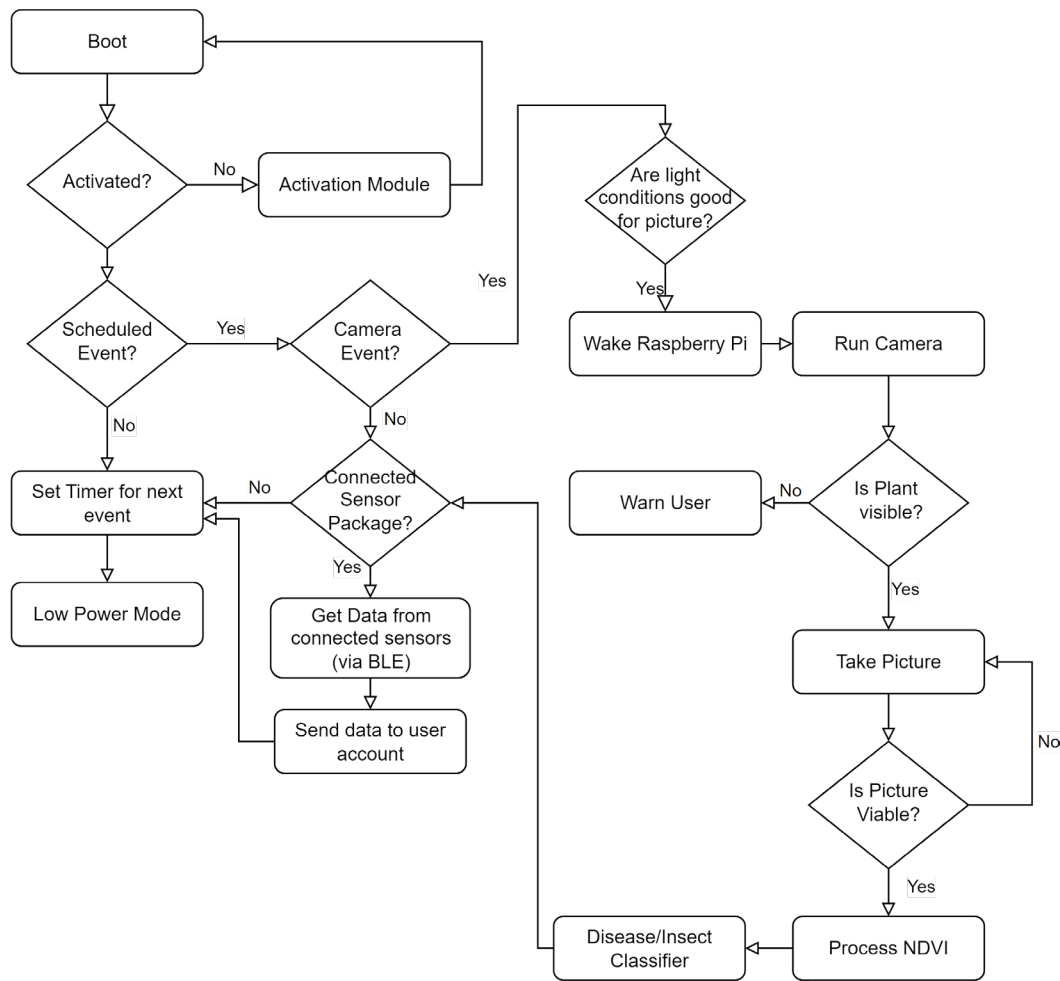 Boot
Activated?
No
Activation Module
Are light
conditions good
for picture?
Yes
Yes
Scheduled
Event?
Yes
Camera
Event?
Wake Raspberry Pi
Run Camera
No
No
Set Timer for next
event
No
Connected
Sensor
Package?
Warn User
No
Is Plant
visible?
Yes
Yes
Low Power Mode
Get Data from
connected sensors
(via BLE)
Take Picture
Send data to user
account
No
Is Picture
Viable?
Yes
Disease/Insect
Classifier
Process NDVI